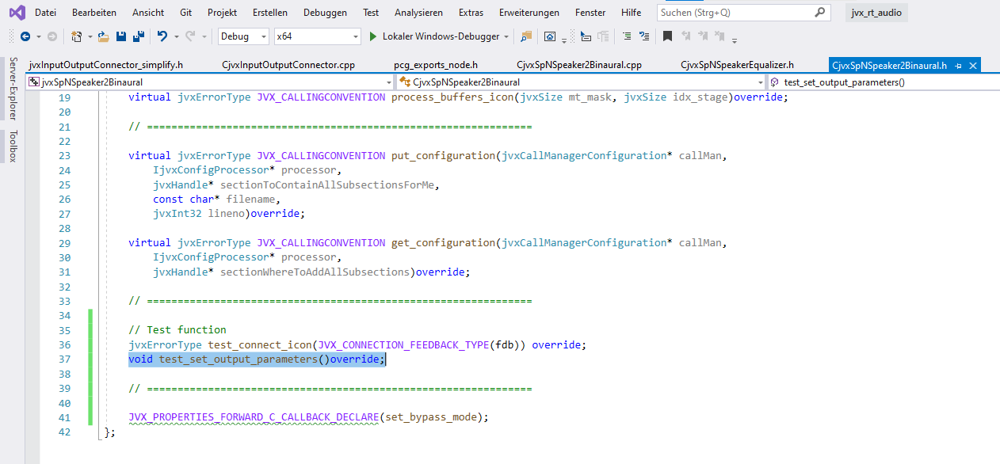 Datei Bearbeiten Ansicht Git Projekt Erstellen Debuggen Test Analysieren Extras Erweiterungen Fenster Hilfe Suchen (Strg+Q) jvx_rt_audio
Debug x64 Lokaler Windows-Debugger
Server-Explorer
Toolbox
jvxInputOutputConnector_simplify.h CjvxInputOutputConnector.cpp pcg_exports_node.h CjvxSpNSpeaker2Binaural.cpp CjvxSpNSpeakerEqualizer.h CjvxSpNSpeaker2Binaural.h
jvxSpNSpeaker2Binaural CjvxSpNSpeaker2Binaural test_set_output_parameters()
19 virtual jvxErrorType JVX_CALLINGCONVENTION process_buffers_icon(jvxSize mt_mask, jvxSize idx_stage)override;
20
21 // ===============================================================
22
23 virtual jvxErrorType JVX_CALLINGCONVENTION put_configuration(jvxCallManagerConfiguration* callMan,
24 IjvxConfigProcessor* processor,
25 jvxHandle* sectionToContainAllSubsectionsForMe,
26 const char* filename,
27 jvxInt32 lineno)override;
28
29 virtual jvxErrorType JVX_CALLINGCONVENTION get_configuration(jvxCallManagerConfiguration* callMan,
30 IjvxConfigProcessor* processor,
31 jvxHandle* sectionWhereToAddAllSubsections)override;
32
33 // ===============================================================
34
35 // Test function
36 jvxErrorType test_connect_icon(JVX_CONNECTION_FEEDBACK_TYPE(fdb)) override;
37 void test_set_output_parameters()override;
38
39 // ===============================================================
40
41 JVX_PROPERTIES_FORWARD_C_CALLBACK_DECLARE(set_bypass_mode);
42 };